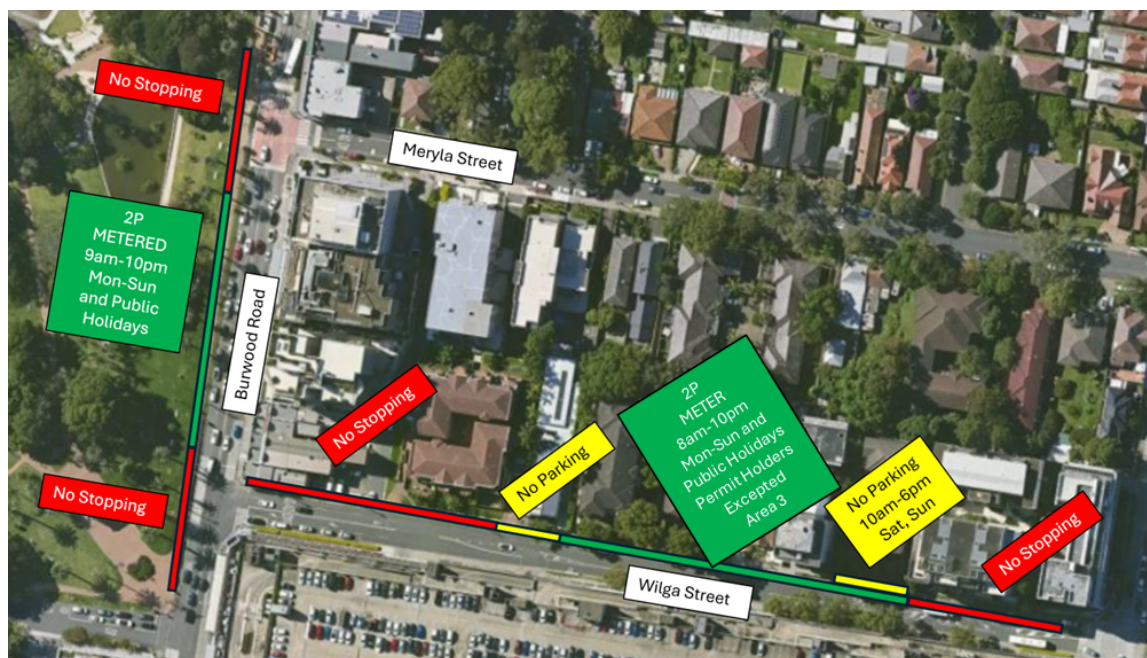 No Stopping
Meryla Street
2P
METERED
9am-10pm
Mon-Sun
and Public
Holidays
Burwood Road
No Stopping
No Stopping
No Parking
2P
METER
8am-10pm
Mon-Sun and
Public Holidays
Permit Holders
Excepted
Area 3
No Parking
10am-6pm
Sat, Sun
No Stopping
Wilga Street